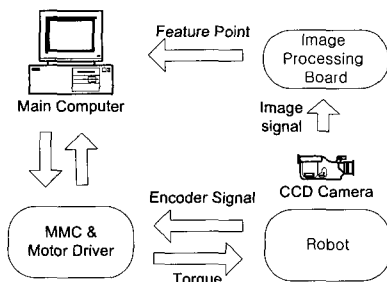 Feature Point
Image
Processing
Board
Main Computer
Image
signal
Encoder Signal
CCD Camera
MMC &
Motor Driver
Robot
Torque